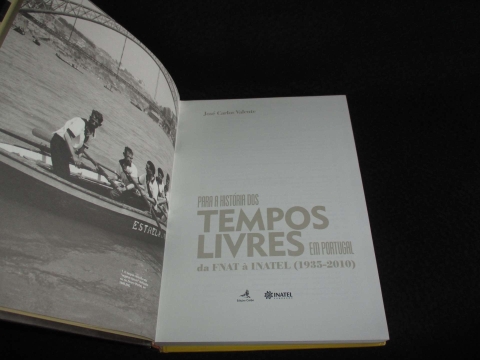 ESTRELA
José Carlos Valente
PARA A HISTÓRIA DOS
TEMPOS
LIVRES EM PORTUGAL
da FNAT à INATEL (1935-2010)
INATEL